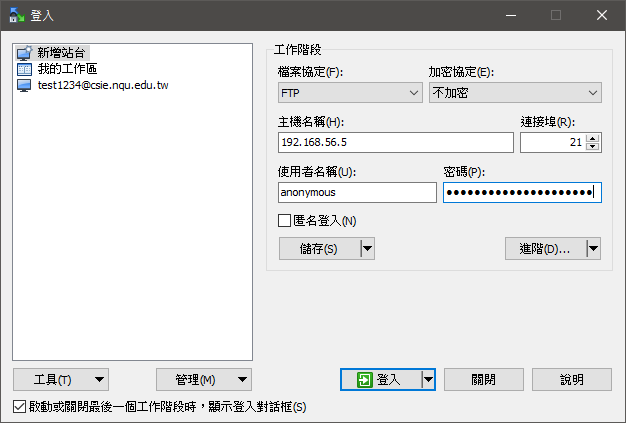 登入
新增站台
我的工作區
test1234@csie.nqu.edu.tw
工作階段
檔案協定(F):
加密協定(E):
FTP
不加密
主機名稱(H):
連接埠(R):
192.168.56.5
21
使用者名稱(U):
密碼(P):
anonymous
●●●●●●●●●●●●●●●●●●●●●
匿名登入(N)
儲存(S)
進階(D)...
工具(T)
管理(M)
登入
關閉
說明
啟動或關閉最後一個工作階段時，顯示登入對話框(S)